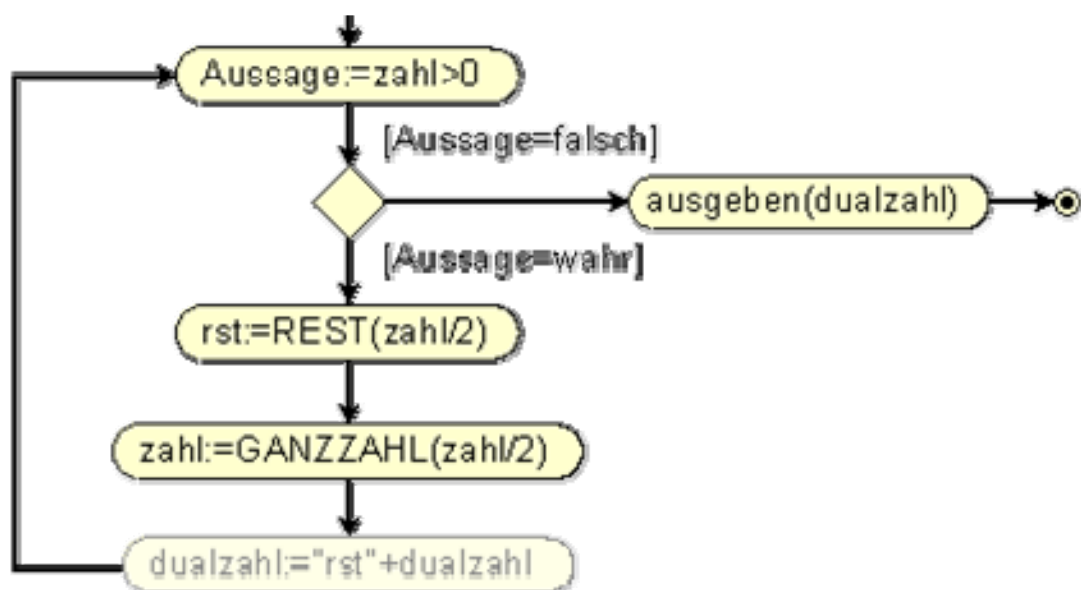 Aussage:=zahl>0
[Aussage=falsch]
ausgeben(dualzahl)
[Aussage=wahr]
rst:=REST(zahl/2)
zahl:=GANZZAHL(zahl/2)
dualzahl:="rst"+dualzahl